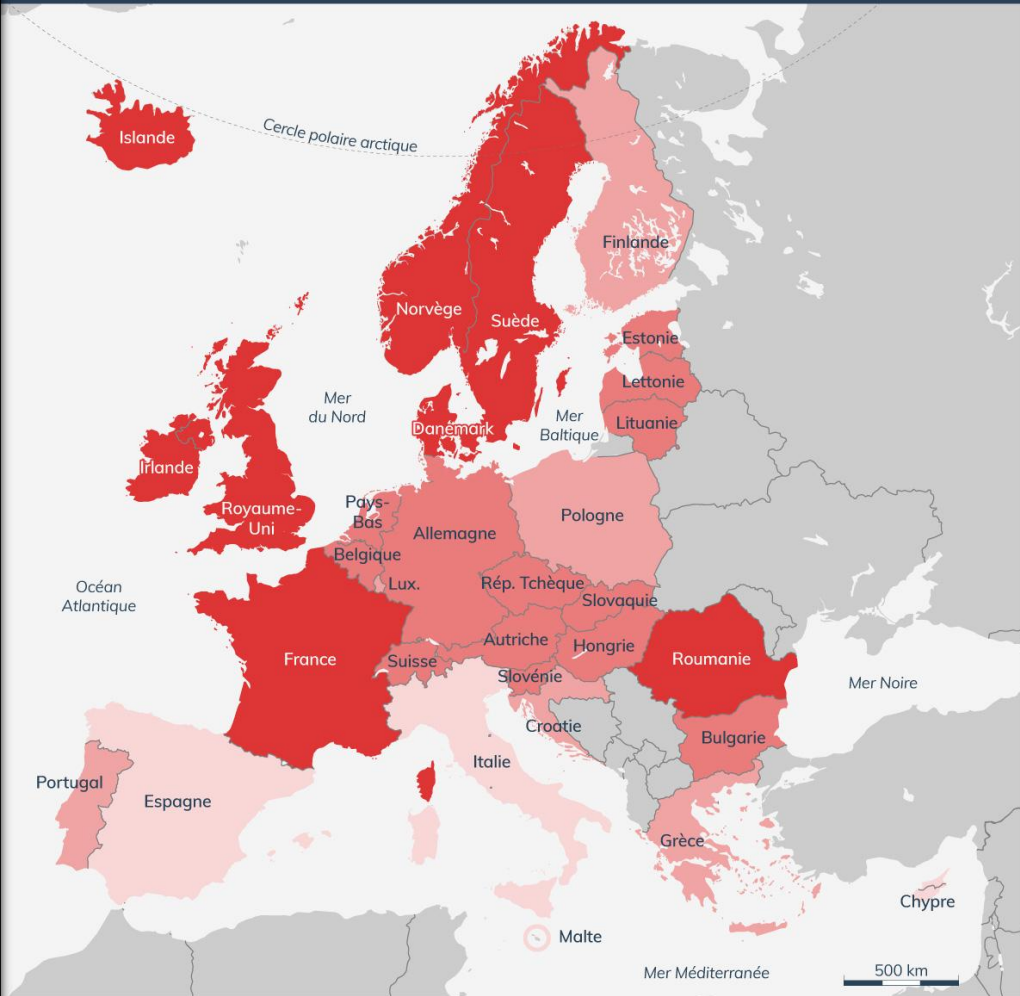 Islande
Cercle polaire arctique
Finlande
Norvège
Suède
Estonie
Lettonie
Mer
du Nord
Mer
Baltique
Lituanie
Danemark
Irlande
Royaume-
Uni
Pays-
Bas
Allemagne
Pologne
Belgique
Océan
Atlantique
Lux.
Rép. Tchèque
Slovaquie
Autriche
Hongrie
France
Suisse
Slovénie
Roumanie
Mer Noire
Croatie
Bulgarie
Italie
Portugal
Espagne
Grèce
Chypre
Malte
Mer Méditerranée
500 km